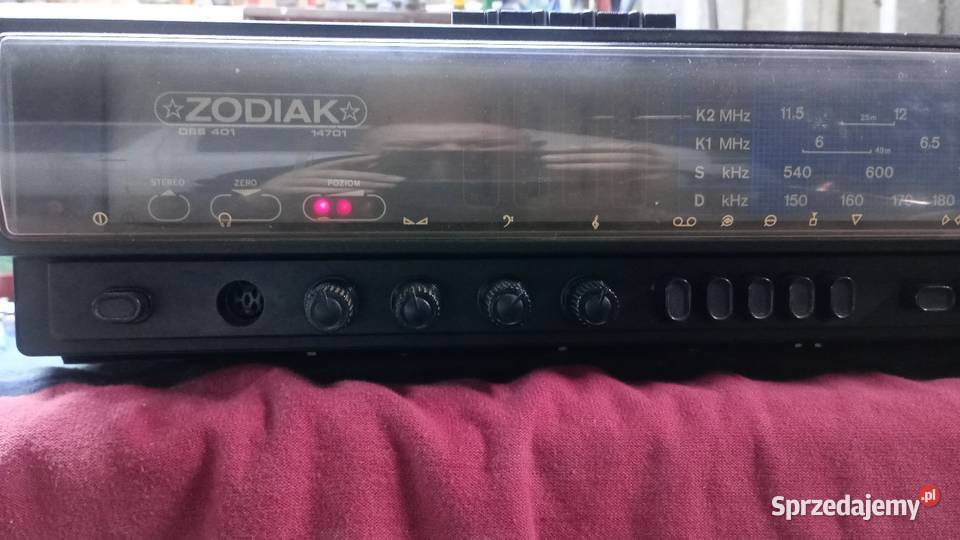 ☆ZODIAK☆
DSS 401 14701
STEREO ZERO POZIOM
K2 MHz 11.5 25m 12
K1 MHz 6 49m 6.5
S kHz 540 600
D kHz 150 160 170 180
Sprzedajemy.pl